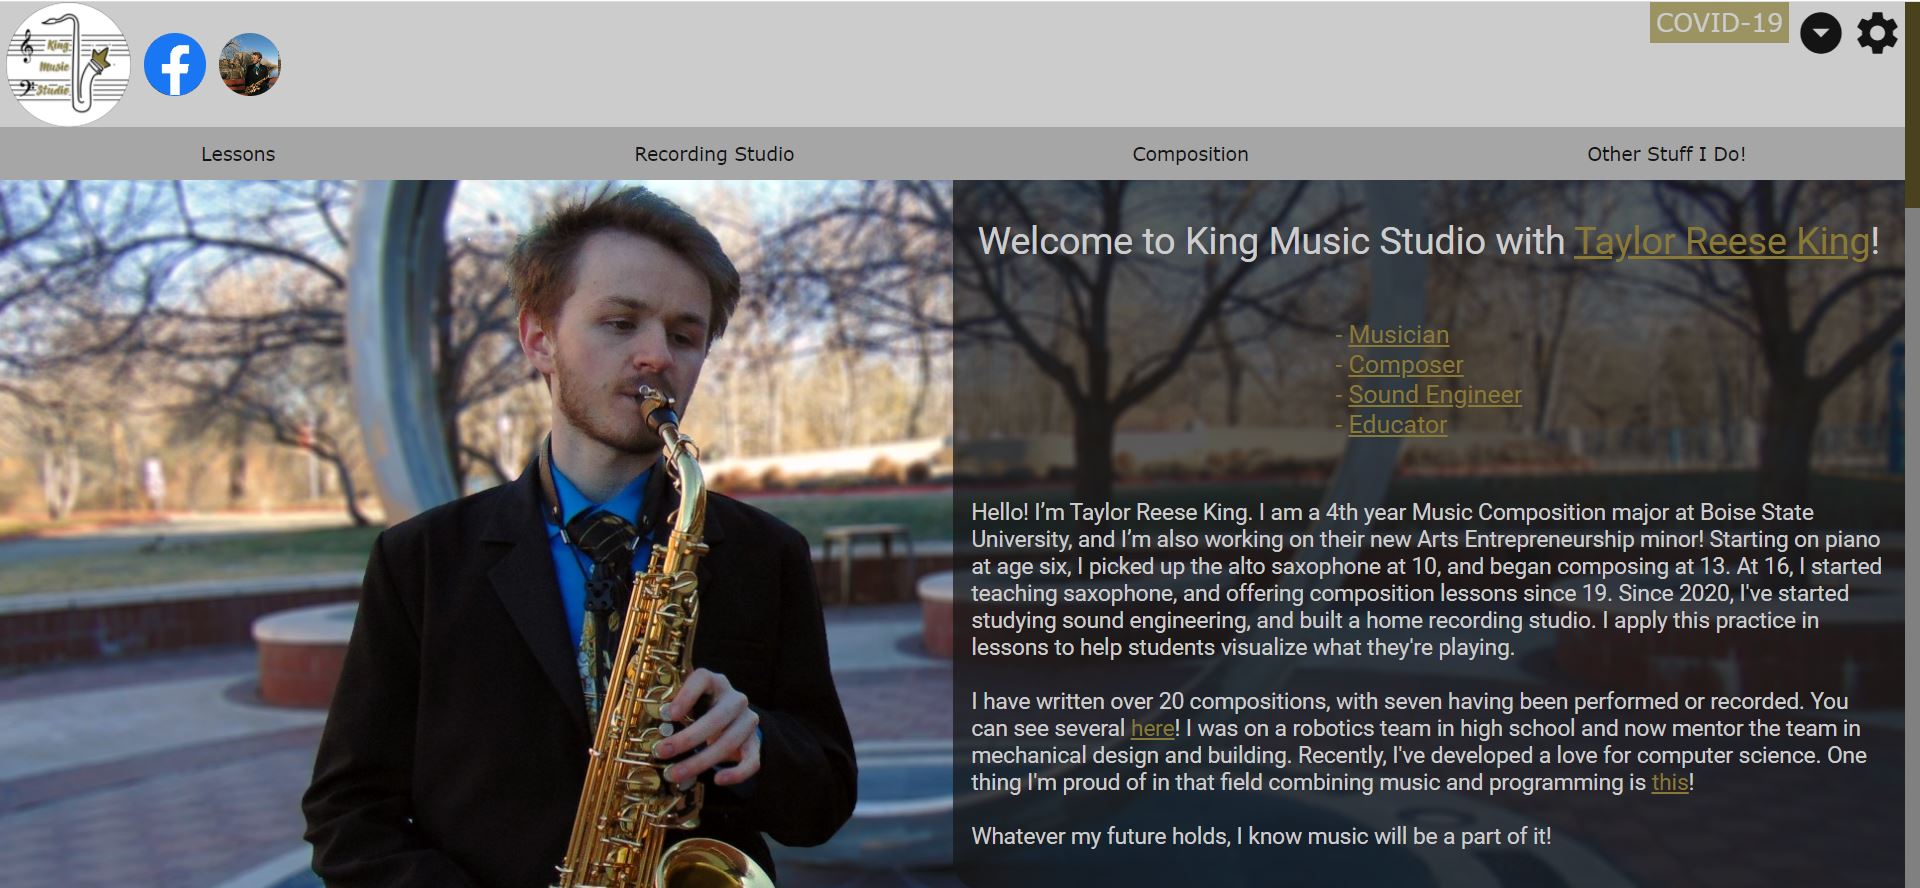 King
Music
Studio
COVID-19
Lessons
Recording Studio
Composition
Other Stuff I Do!
Welcome to King Music Studio with Taylor Reese King!
- Musician
- Composer
- Sound Engineer
- Educator
Hello! I’m Taylor Reese King. I am a 4th year Music Composition major at Boise State
University, and I’m also working on their new Arts Entrepreneurship minor! Starting on piano
at age six, I picked up the alto saxophone at 10, and began composing at 13. At 16, I started
teaching saxophone, and offering composition lessons since 19. Since 2020, I've started
studying sound engineering, and built a home recording studio. I apply this practice in
lessons to help students visualize what they're playing.
I have written over 20 compositions, with seven having been performed or recorded. You
can see several here! I was on a robotics team in high school and now mentor the team in
mechanical design and building. Recently, I've developed a love for computer science. One
thing I'm proud of in that field combining music and programming is this!
Whatever my future holds, I know music will be a part of it!